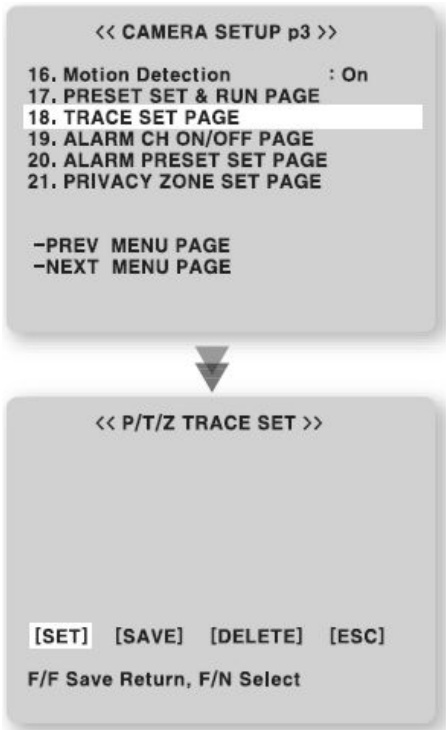 << CAMERA SETUP p3 >>
16. Motion Detection : On
17. PRESET SET & RUN PAGE
18. TRACE SET PAGE
19. ALARM CH ON/OFF PAGE
20. ALARM PRESET SET PAGE
21. PRIVACY ZONE SET PAGE
-PREV MENU PAGE
-NEXT MENU PAGE
<< P/T/Z TRACE SET >>
[SET] [SAVE] [DELETE] [ESC]
F/F Save Return, F/N Select